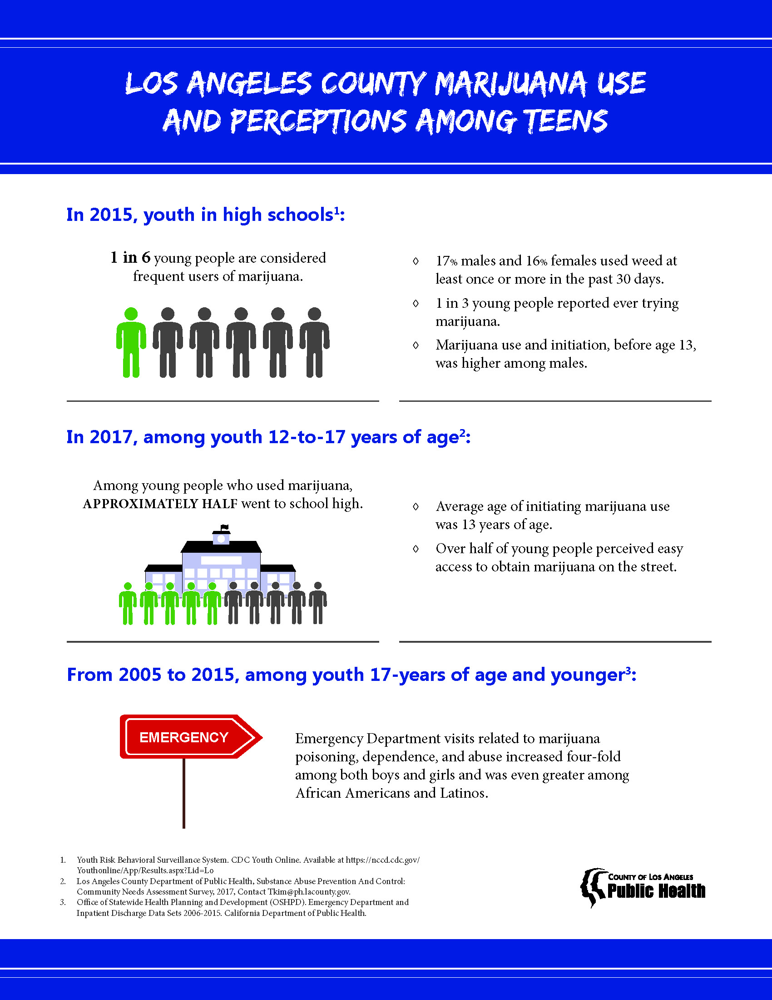 LOS ANGELES COUNTY MARIJUANA USE
AND PERCEPTIONS AMONG TEENS
In 2015, youth in high schools¹:
1 in 6 young people are considered
frequent users of marijuana.
◊ 17% males and 16% females used weed at
least once or more in the past 30 days.
◊ 1 in 3 young people reported ever trying
marijuana.
◊ Marijuana use and initiation, before age 13,
was higher among males.
In 2017, among youth 12-to-17 years of age²:
Among young people who used marijuana,
APPROXIMATELY HALF went to school high.
◊ Average age of initiating marijuana use
was 13 years of age.
◊ Over half of young people perceived easy
access to obtain marijuana on the street.
From 2005 to 2015, among youth 17-years of age and younger³:
EMERGENCY
Emergency Department visits related to marijuana
poisoning, dependence, and abuse increased four-fold
among both boys and girls and was even greater among
African Americans and Latinos.
1. Youth Risk Behavioral Surveillance System. CDC Youth Online. Available at https://nccd.cdc.gov/
Youthonline/App/Results.aspx?Lid=Lo
2. Los Angeles County Department of Public Health, Substance Abuse Prevention And Control:
Community Needs Assessment Survey, 2017, Contact Tkim@ph.lacounty.gov.
3. Office of Statewide Health Planning and Development (OSHPD). Emergency Department and
Inpatient Discharge Data Sets 2006-2015. California Department of Public Health.
COUNTY OF LOS ANGELES
Public Health